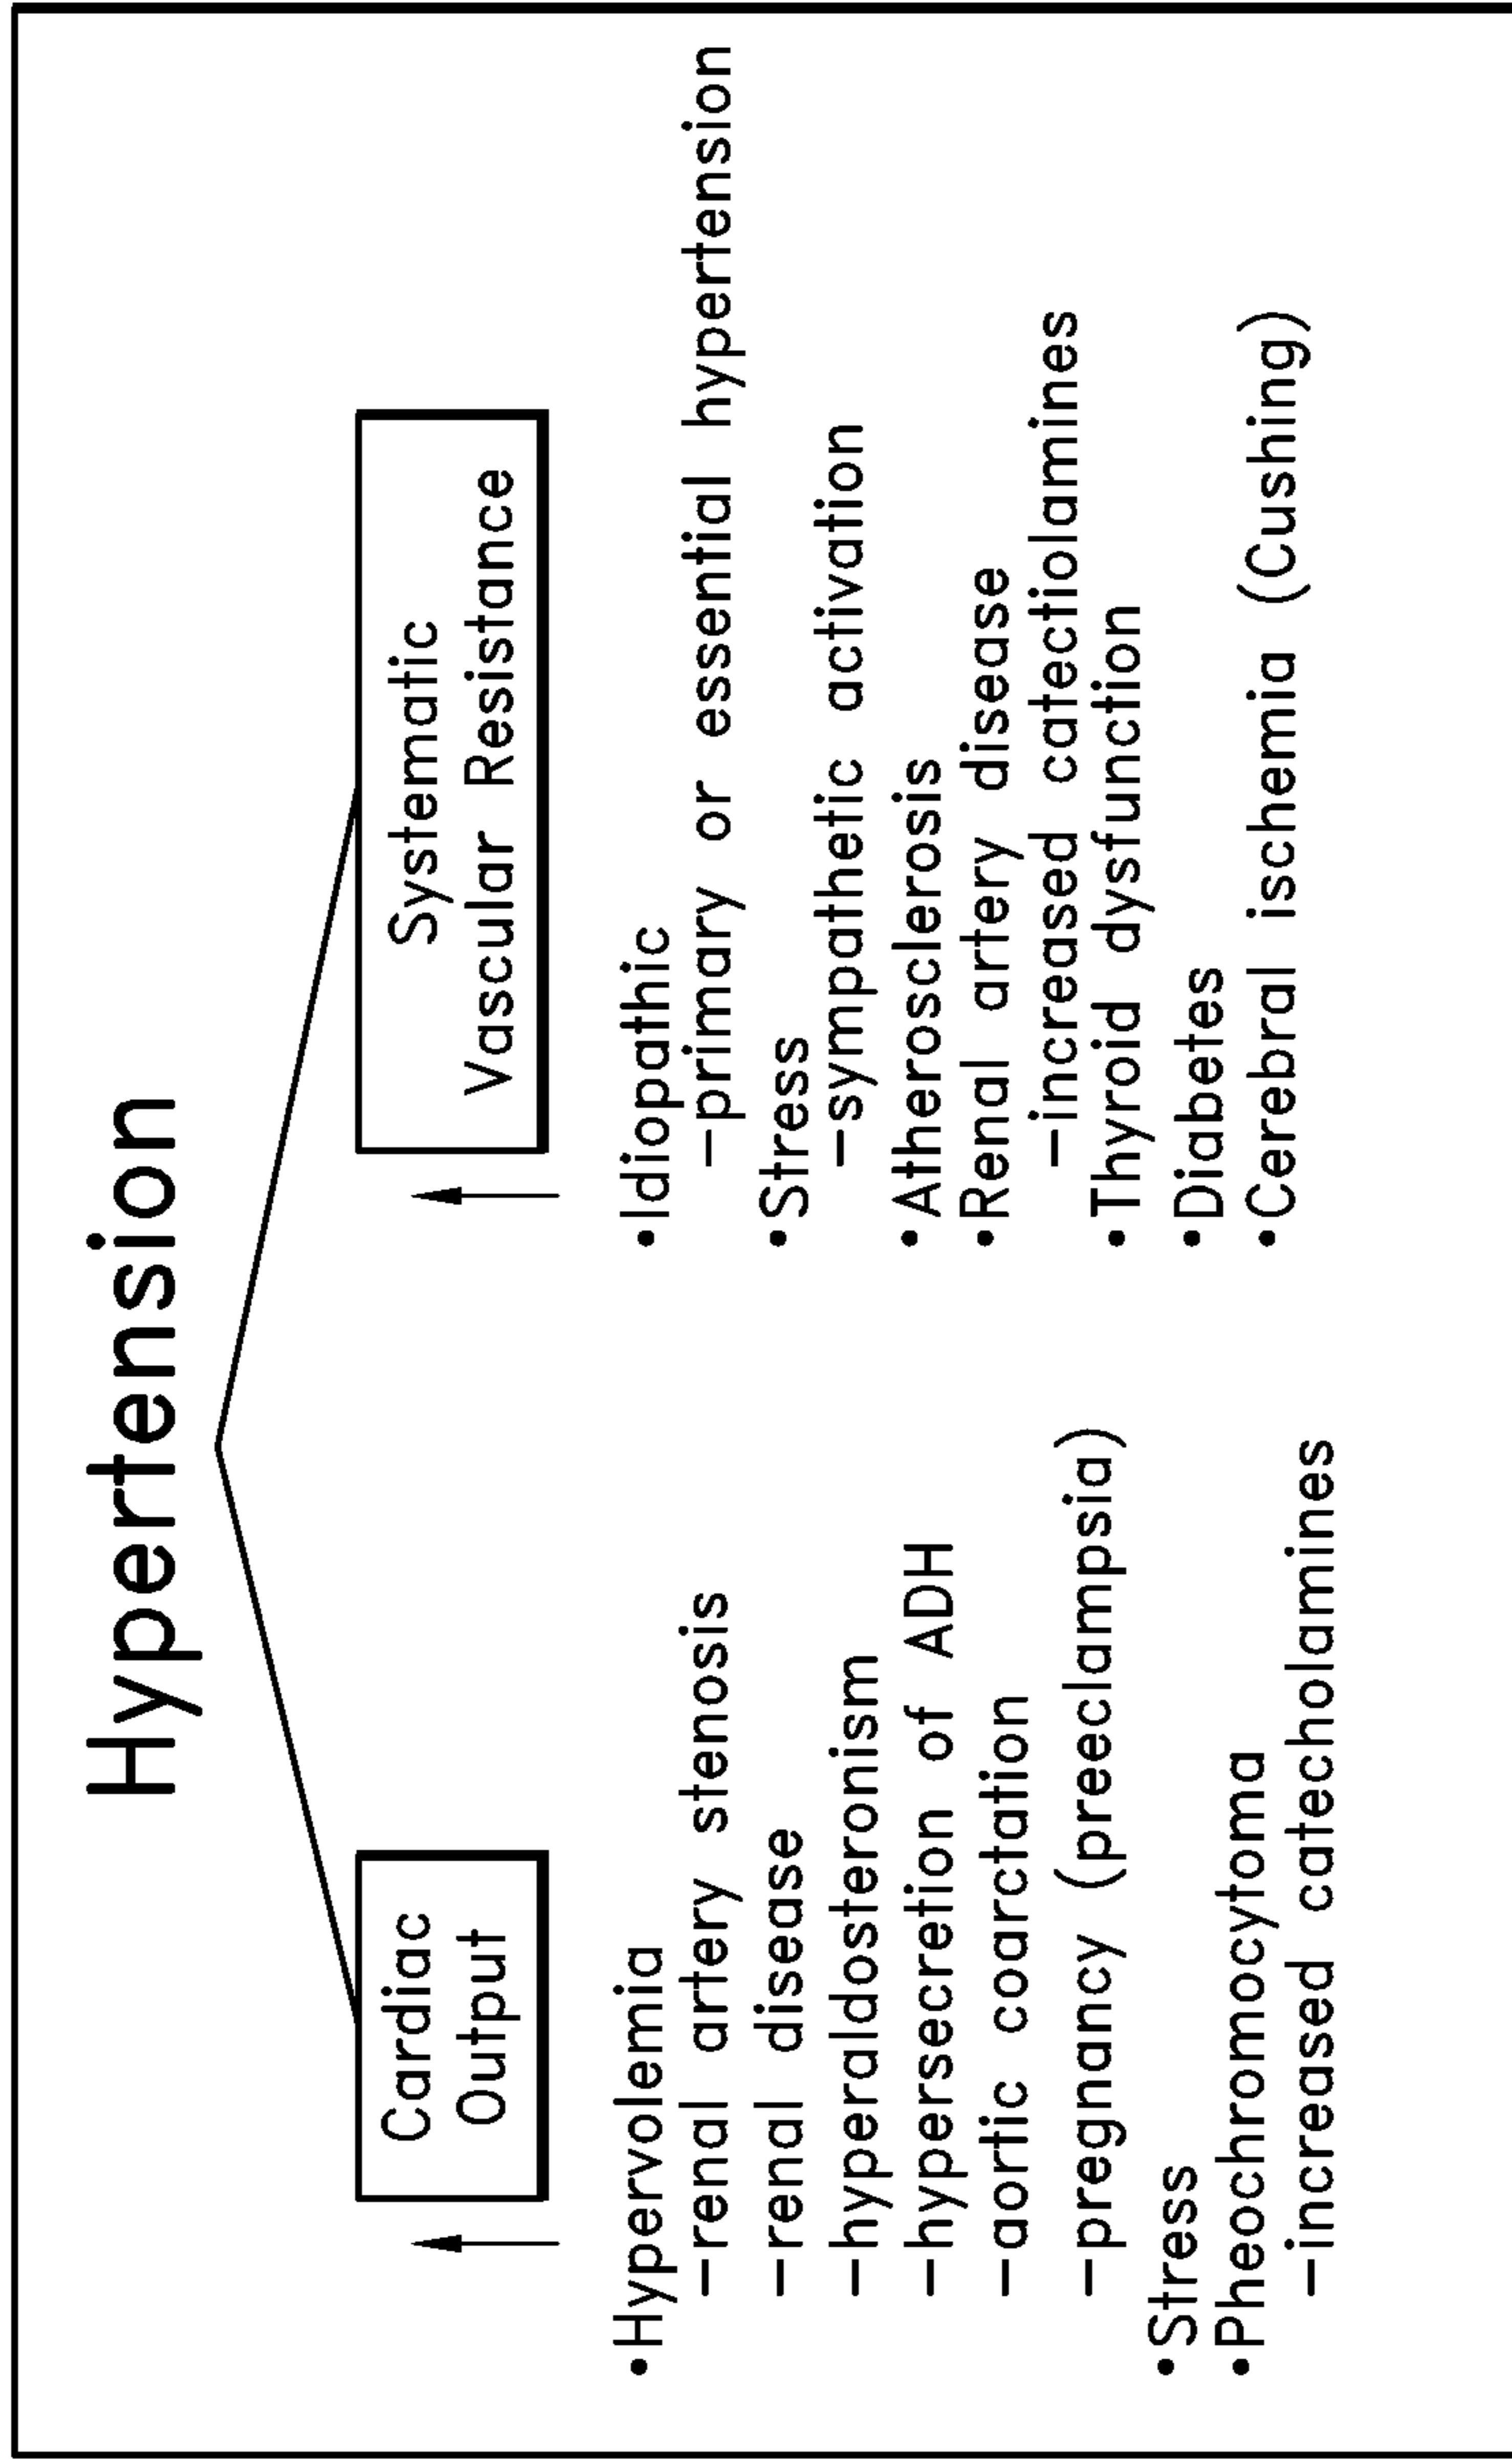 Hypertension
Cardiac
Output
•Hypervolemia
-renal artery stenosis
-renal disease
-hyperaldosteronism
-hypersecretion of ADH
-aortic coarctation
-pregnancy (preeclampsia)
•Stress
•Pheochromocytoma
-increased catecholamines
Systematic
Vascular Resistance
•Idiopathic
-primary or essential hypertension
•Stress
-sympathetic activation
•Atherosclerosis
•Renal artery disease
-increased catectiolamines
•Thyroid dysfunction
•Diabetes
•Cerebral ischemia (Cushing)